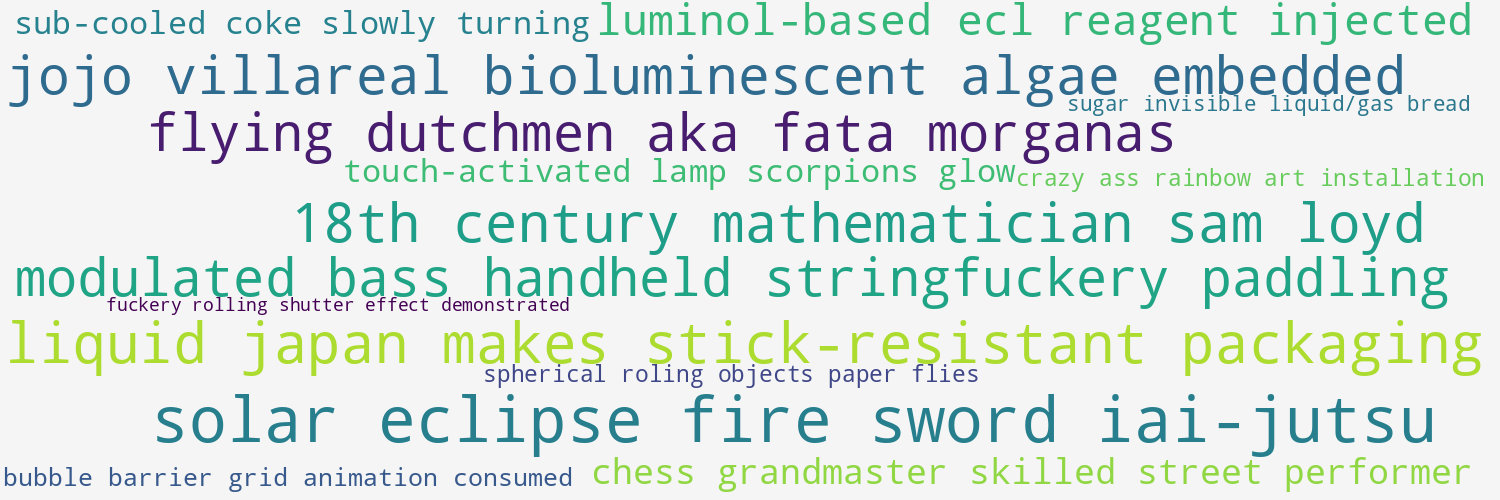 sub-cooled coke slowly turning
luminol-based ecl reagent injected
jojo villareal bioluminescent algae embedded
sugar invisible liquid/gas bread
flying dutchmen aka fata morganas
touch-activated lamp scorpions glow
crazy ass rainbow art installation
18th century mathematician sam loyd
modulated bass handheld stringfuckery paddling
fuckery rolling shutter effect demonstrated
liquid japan makes stick-resistant packaging
spherical roling objects paper flies
solar eclipse fire sword iai-jutsu
bubble barrier grid animation consumed
chess grandmaster skilled street performer